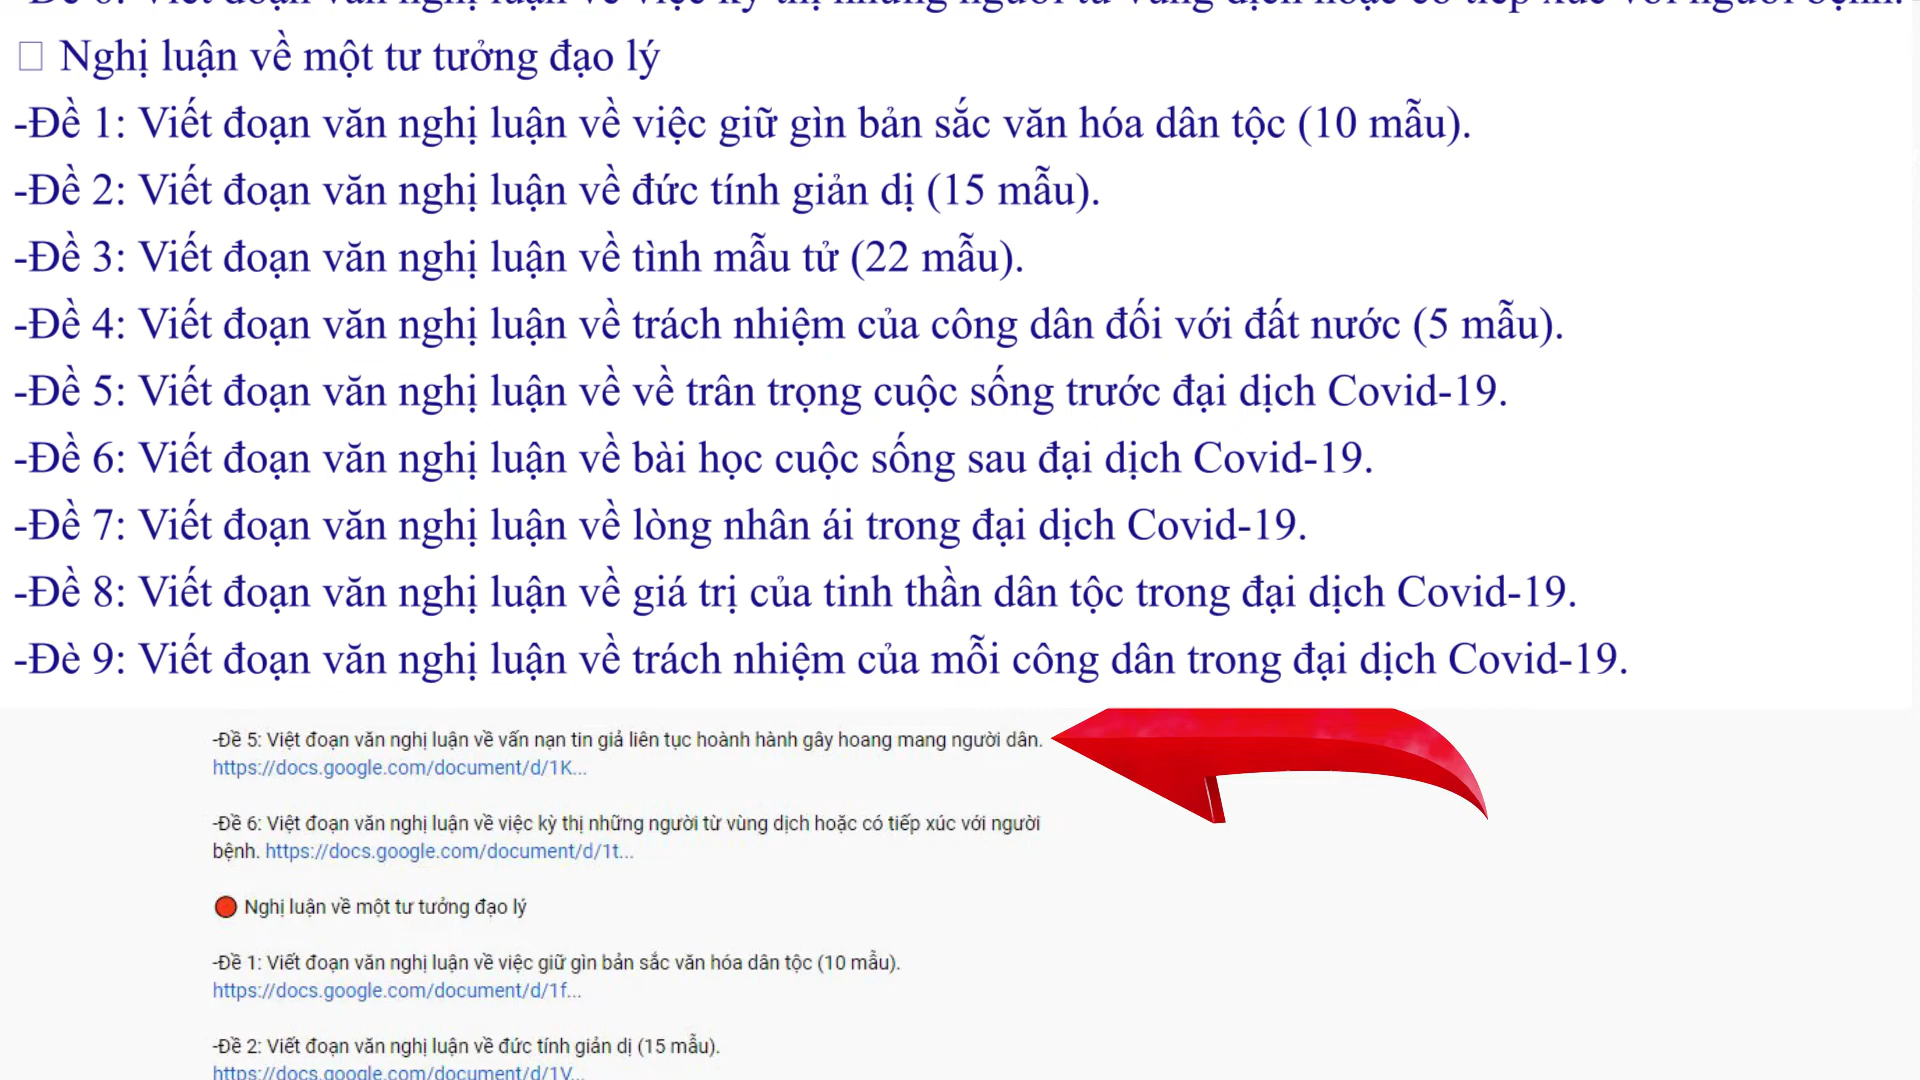 Nghị luận về một tư tưởng đạo lý
-Đề 1: Viết đoạn văn nghị luận về việc giữ gìn bản sắc văn hóa dân tộc (10 mẫu).
-Đề 2: Viết đoạn văn nghị luận về đức tính giản dị (15 mẫu).
-Đề 3: Viết đoạn văn nghị luận về tình mẫu tử (22 mẫu).
-Đề 4: Viết đoạn văn nghị luận về trách nhiệm của công dân đối với đất nước (5 mẫu).
-Đề 5: Viết đoạn văn nghị luận về về trân trọng cuộc sống trước đại dịch Covid-19.
-Đề 6: Viết đoạn văn nghị luận về bài học cuộc sống sau đại dịch Covid-19.
-Đề 7: Viết đoạn văn nghị luận về lòng nhân ái trong đại dịch Covid-19.
-Đề 8: Viết đoạn văn nghị luận về giá trị của tinh thần dân tộc trong đại dịch Covid-19.
-Đè 9: Viết đoạn văn nghị luận về trách nhiệm của mỗi công dân trong đại dịch Covid-19.
-Đề 5: Việt đoạn văn nghị luận về vấn nạn tin giả liên tục hoành hành gây hoang mang người dân.
https://docs.google.com/document/d/1K...
-Đề 6: Việt đoạn văn nghị luận về việc kỳ thị những người từ vùng dịch hoặc có tiếp xúc với người
bệnh. https://docs.google.com/document/d/1t...
Nghị luận về một tư tưởng đạo lý
-Đề 1: Viết đoạn văn nghị luận về việc giữ gìn bản sắc văn hóa dân tộc (10 mẫu).
https://docs.google.com/document/d/1f...
-Đề 2: Viết đoạn văn nghị luận về đức tính giản dị (15 mẫu).
https://docs.google.com/document/d/1V...